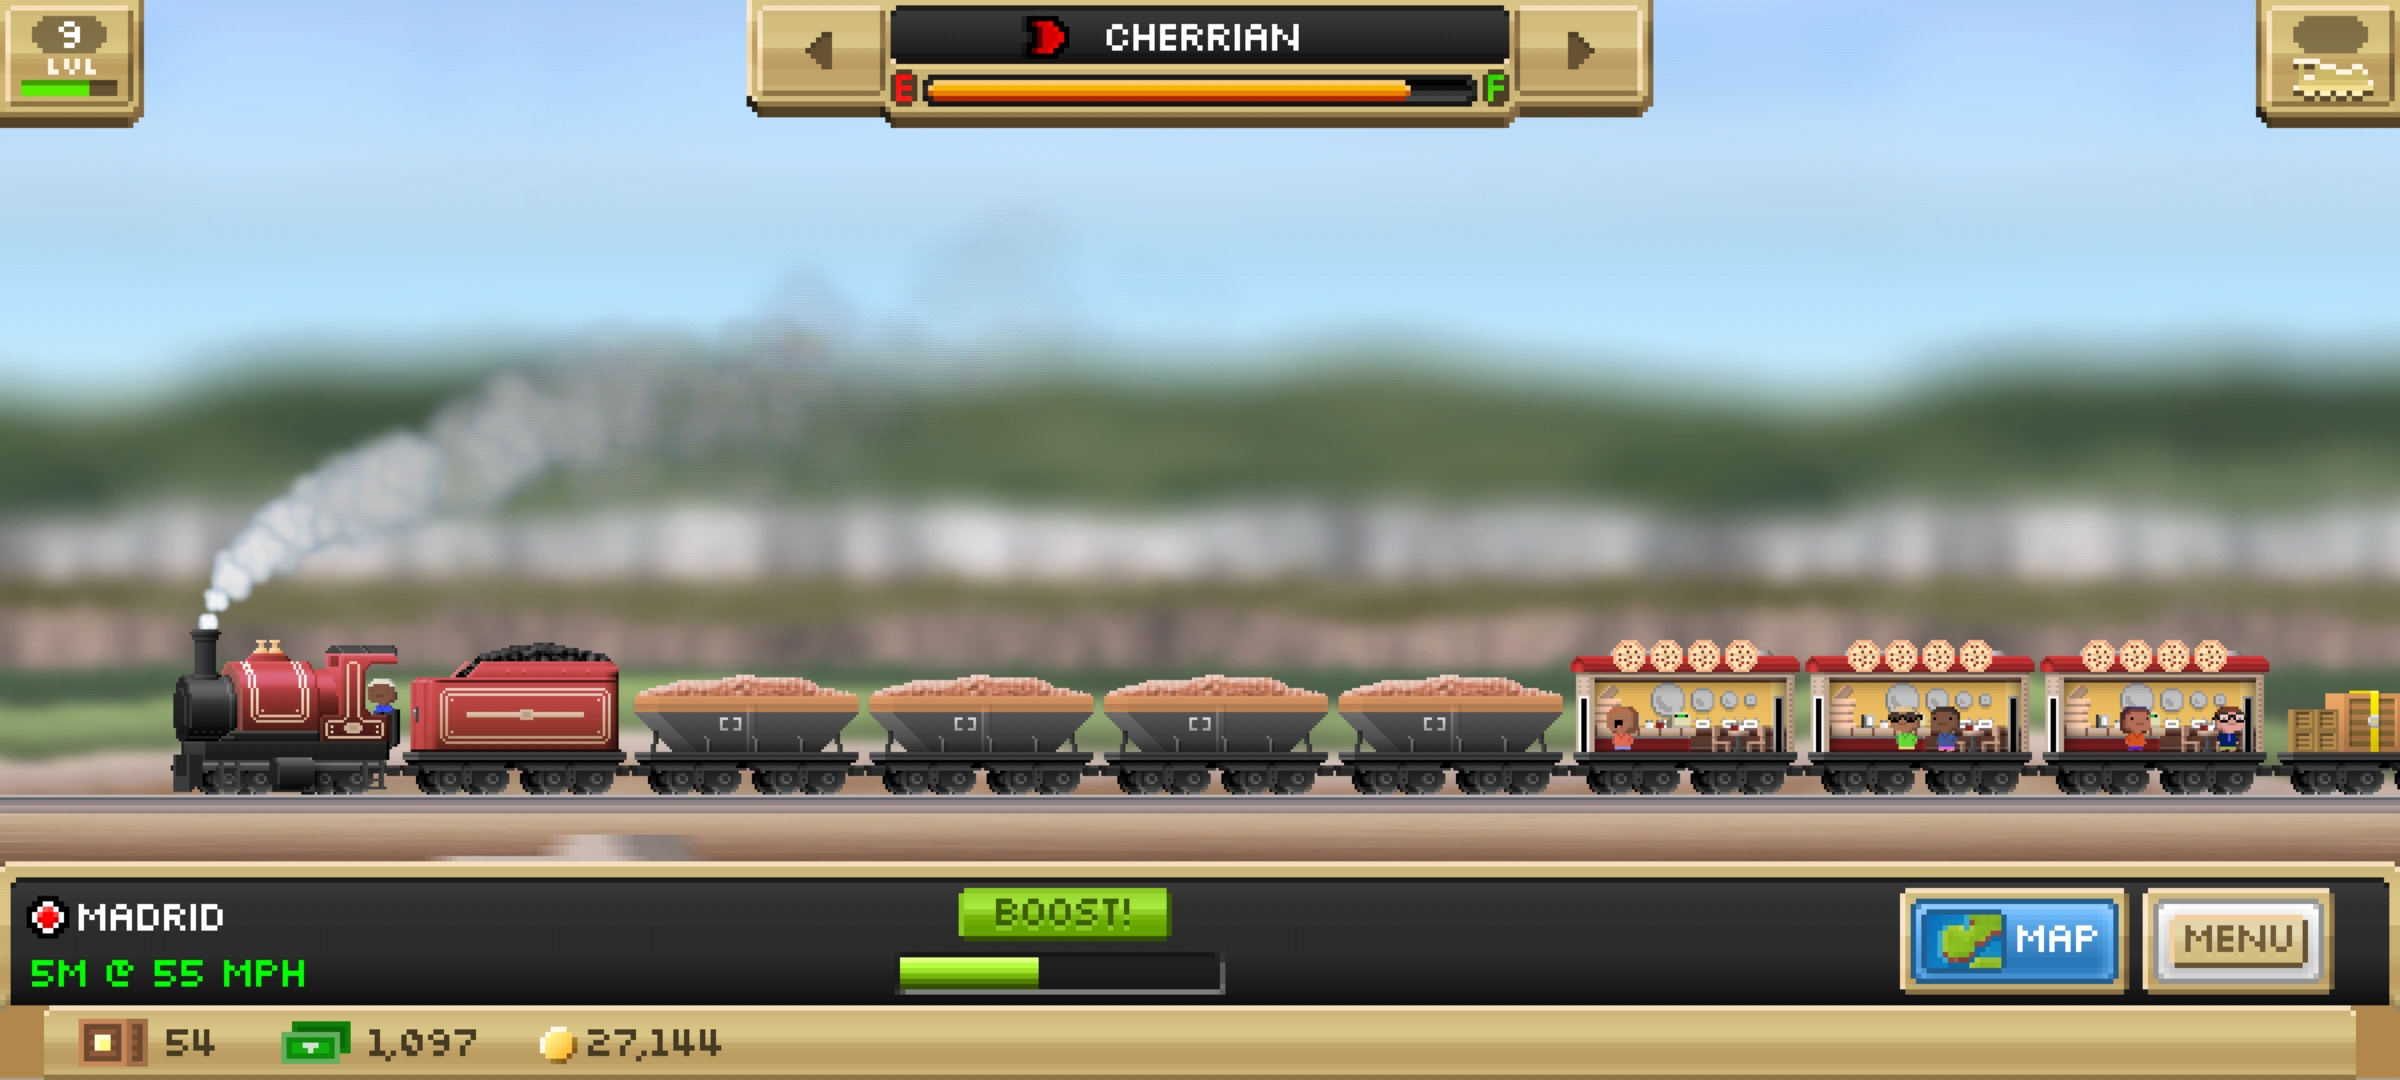 9
LVL
CHERRIAN
E F
MADRID
5M @ 55 MPH
BOOST!
MAP
MENU
54
1,097
27,144